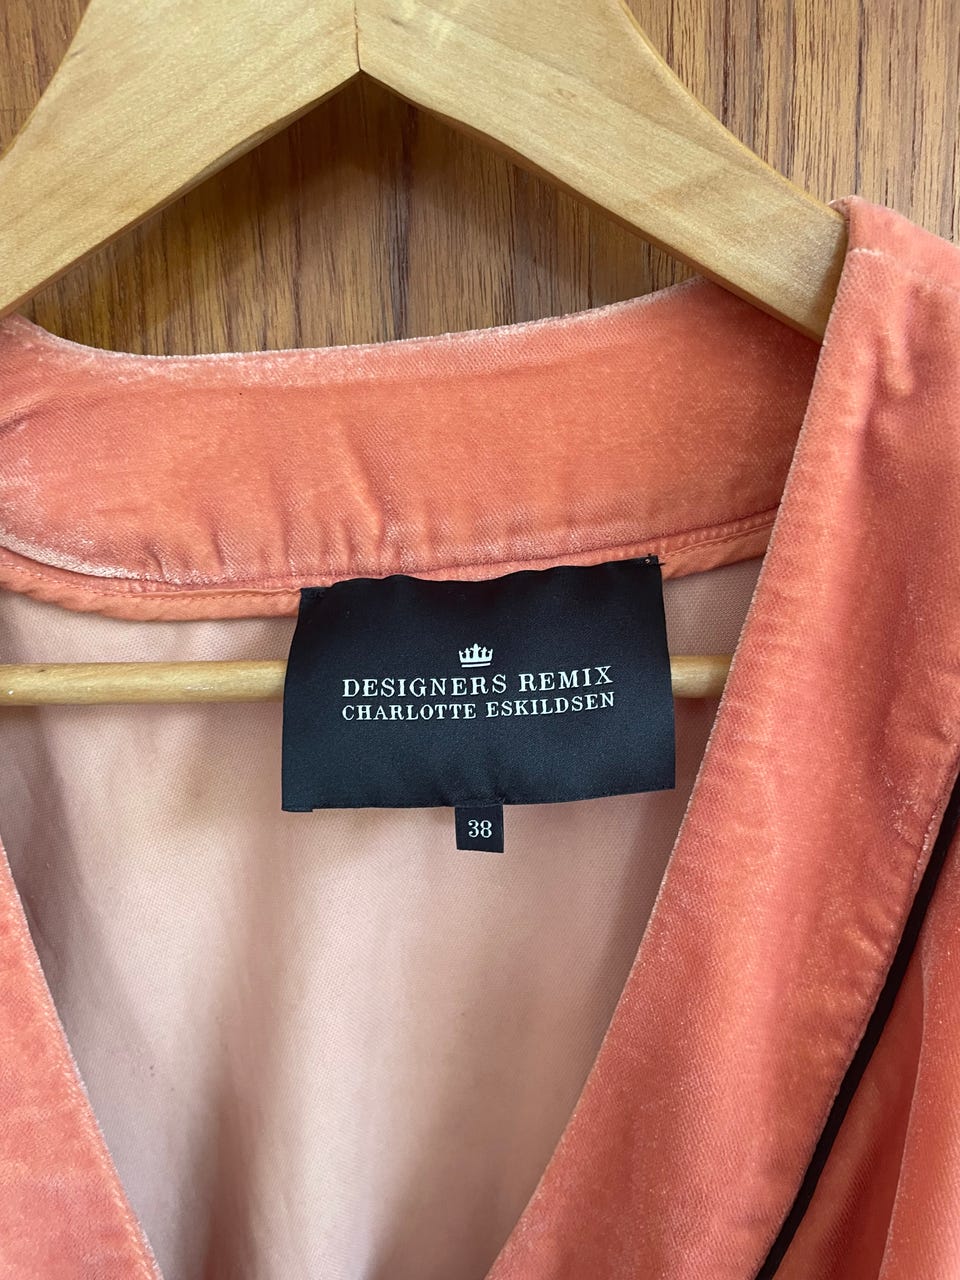 DESIGNERS REMIX
CHARLOTTE ESKILDSEN
38